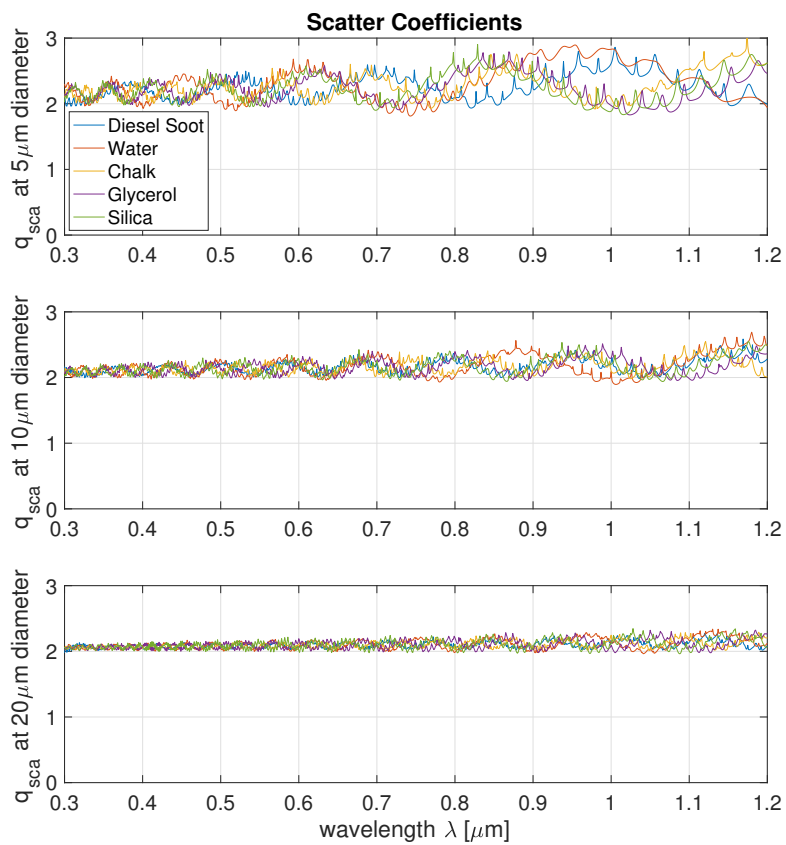 Scatter Coefficients
q_sca at 5μm diameter
3
2
1
0
Diesel Soot
Water
Chalk
Glycerol
Silica
0.3 0.4 0.5 0.6 0.7 0.8 0.9 1 1.1 1.2
q_sca at 10μm diameter
3
2
1
0
0.3 0.4 0.5 0.6 0.7 0.8 0.9 1 1.1 1.2
q_sca at 20μm diameter
3
2
1
0
0.3 0.4 0.5 0.6 0.7 0.8 0.9 1 1.1 1.2
wavelength λ [μm]